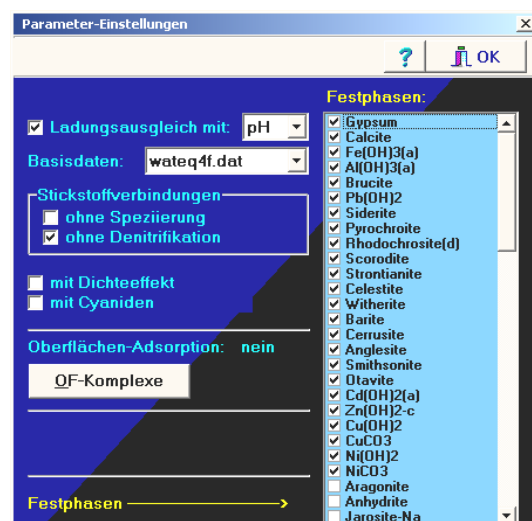 Parameter-Einstellungen
? OK
Festphasen:
Ladungsausgleich mit: pH
Basisdaten: wateq4f.dat
Stickstoffverbindungen
ohne Speziierung
ohne Denitrifikation
mit Dichteeffekt
mit Cyaniden
Oberflächen-Adsorption: nein
OF-Komplexe
Festphasen
Gypsum
Calcite
Fe(OH)3(a)
Al(OH)3(a)
Brucite
Pb(OH)2
Siderite
Pyrochroite
Rhodochrosite(d)
Scorodite
Strontianite
Celestite
Witherite
Barite
Cerrusite
Anglesite
Smithsonite
Otavite
Cd(OH)2(a)
Zn(OH)2-c
Cu(OH)2
CuCO3
Ni(OH)2
NiCO3
Aragonite
Anhydrite
Jarosite-Na